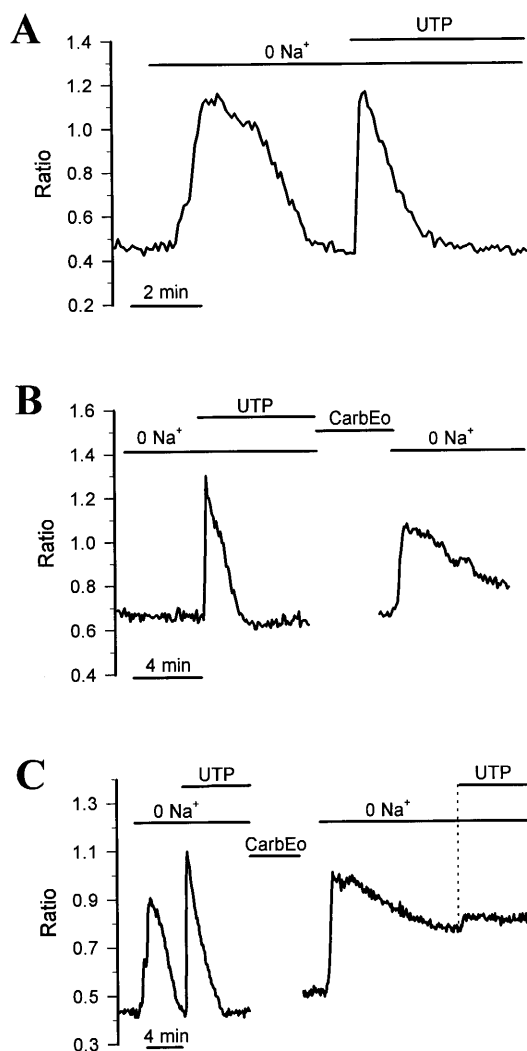 A
UTP
0 Na⁺
1.4
1.2
1.0
0.8
0.6
0.4
0.2
Ratio
2 min
B
UTP
CarbEo
0 Na⁺
0 Na⁺
1.6
1.4
1.2
1.0
0.8
0.6
0.4
Ratio
4 min
C
UTP
UTP
0 Na⁺
0 Na⁺
CarbEo
1.3
1.1
0.9
0.7
0.5
0.3
Ratio
4 min